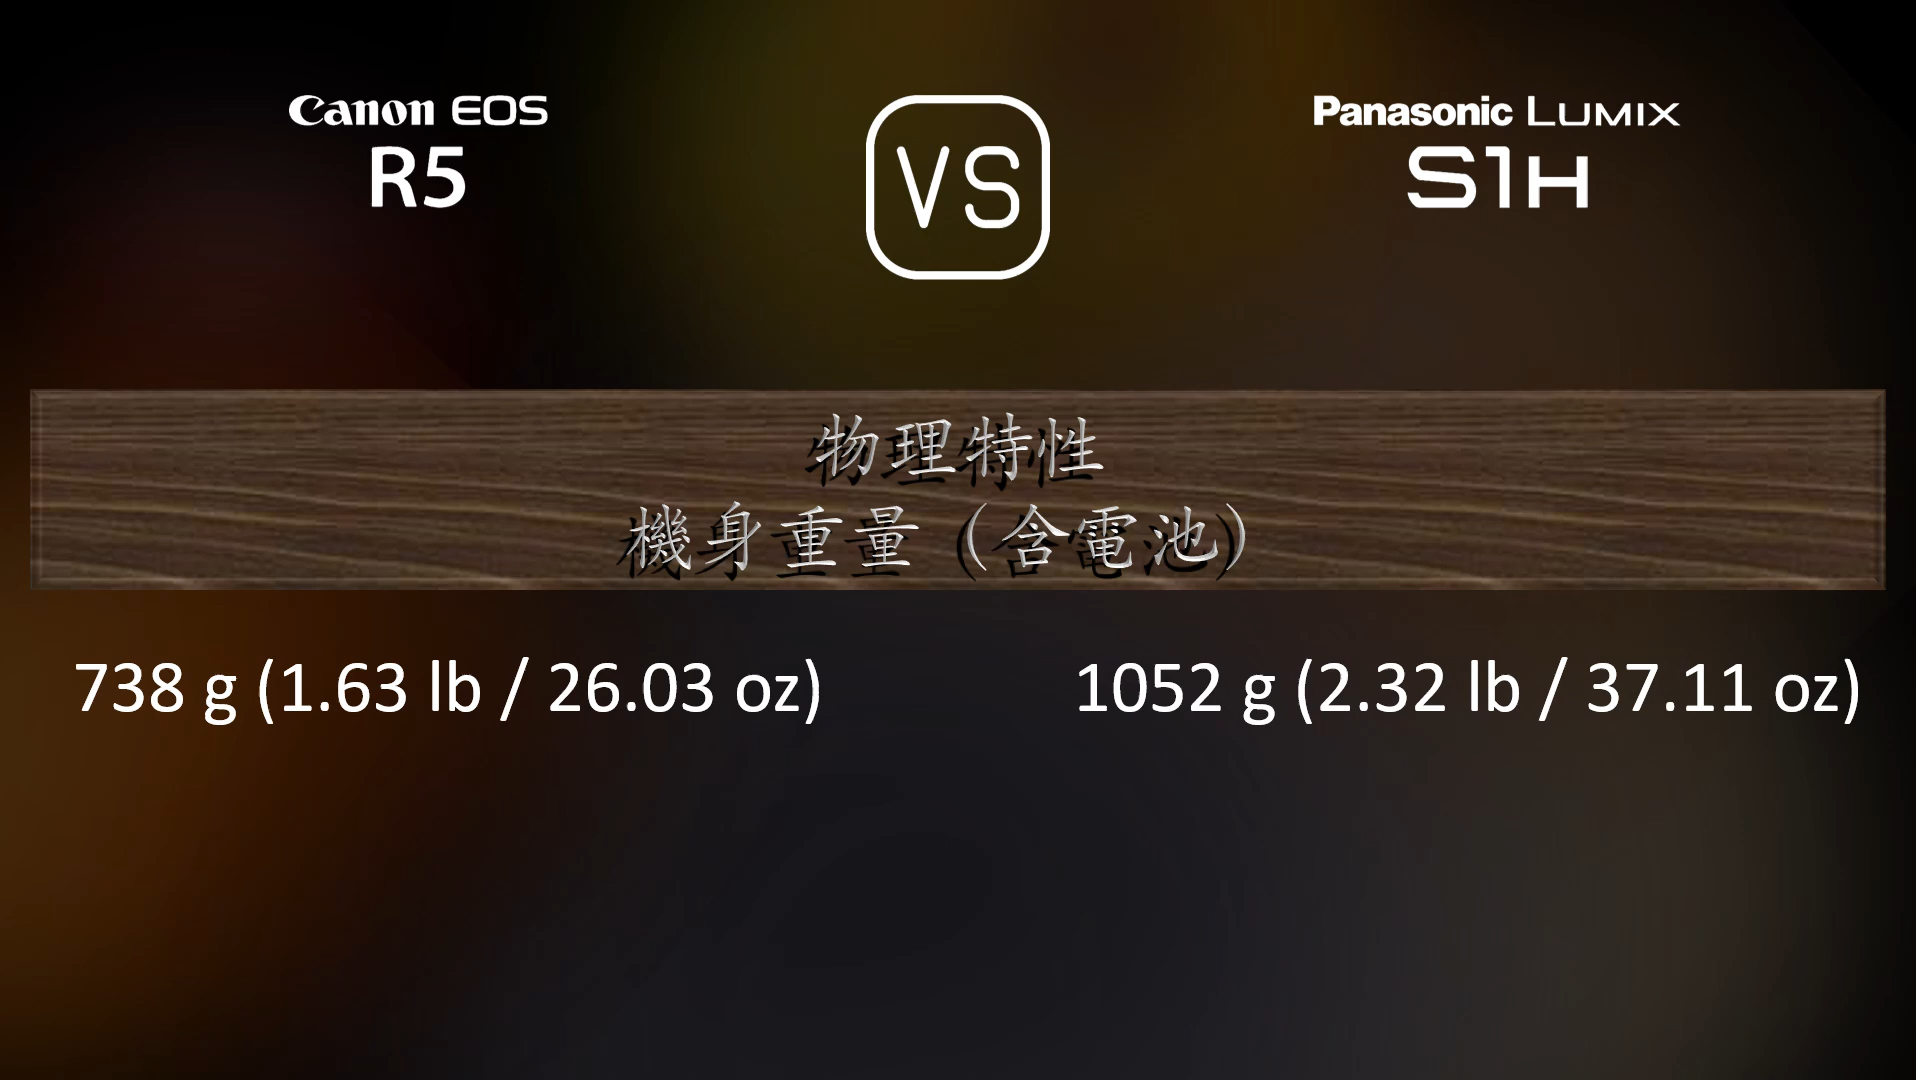 Canon EOS
R5
VS
Panasonic LUMIX
S1H
物理特性
機身重量（含電池）
738 g (1.63 lb / 26.03 oz)
1052 g (2.32 lb / 37.11 oz)